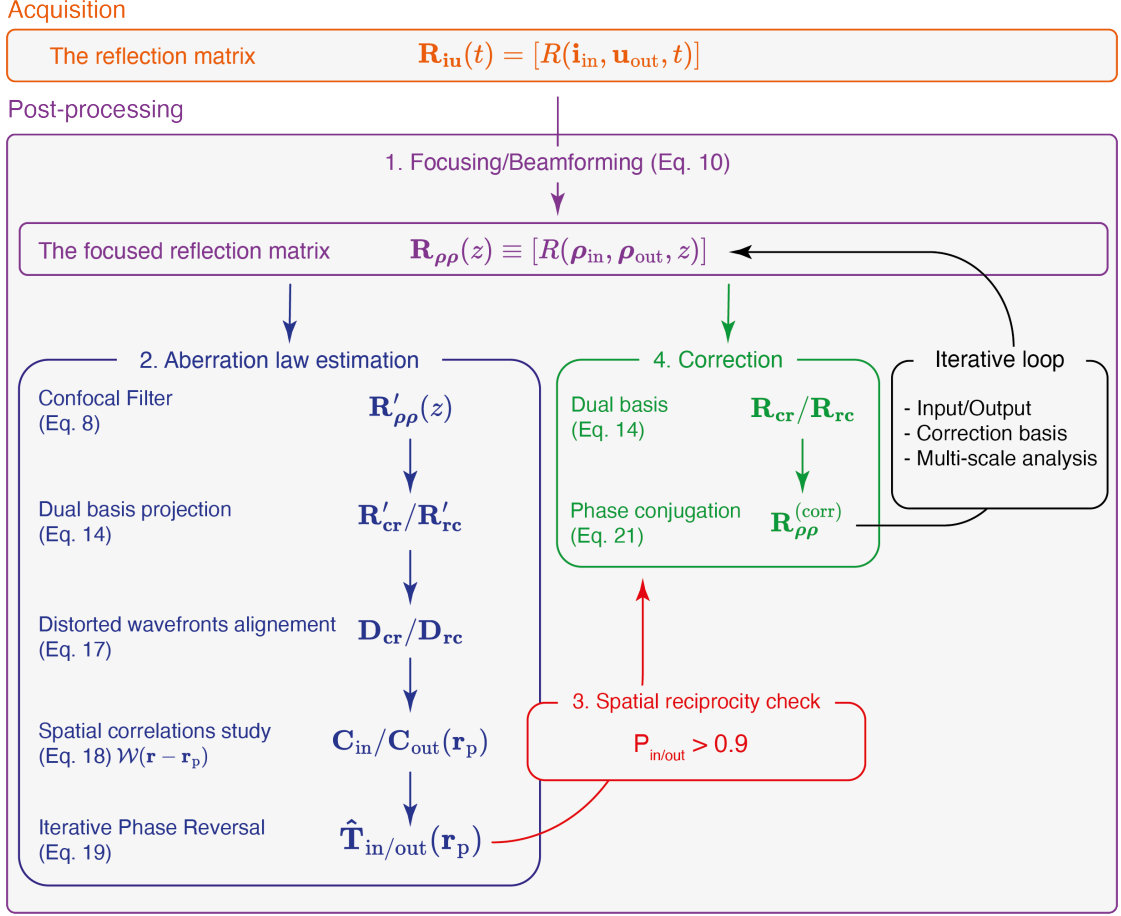 Acquisition
The reflection matrix R_iu(t) = [R(i_in, u_out, t)]
Post-processing
1. Focusing/Beamforming (Eq. 10)
The focused reflection matrix R_ρρ(z) ≡ [R(ρ_in, ρ_out, z)]
2. Aberration law estimation
Confocal Filter
(Eq. 8)
R′_ρρ(z)
Dual basis projection
(Eq. 14)
R′_cr/R′_rc
Distorted wavefronts alignement
(Eq. 17)
D_cr/D_rc
Spatial correlations study
(Eq. 18) 𝒲(r − r_p)
C_in/C_out(r_p)
Iterative Phase Reversal
(Eq. 19)
T̂_in/out(r_p)
3. Spatial reciprocity check
P_in/out > 0.9
4. Correction
Dual basis
(Eq. 14)
R_cr/R_rc
Phase conjugation
(Eq. 21)
R_ρρ^(corr)
Iterative loop
- Input/Output
- Correction basis
- Multi-scale analysis